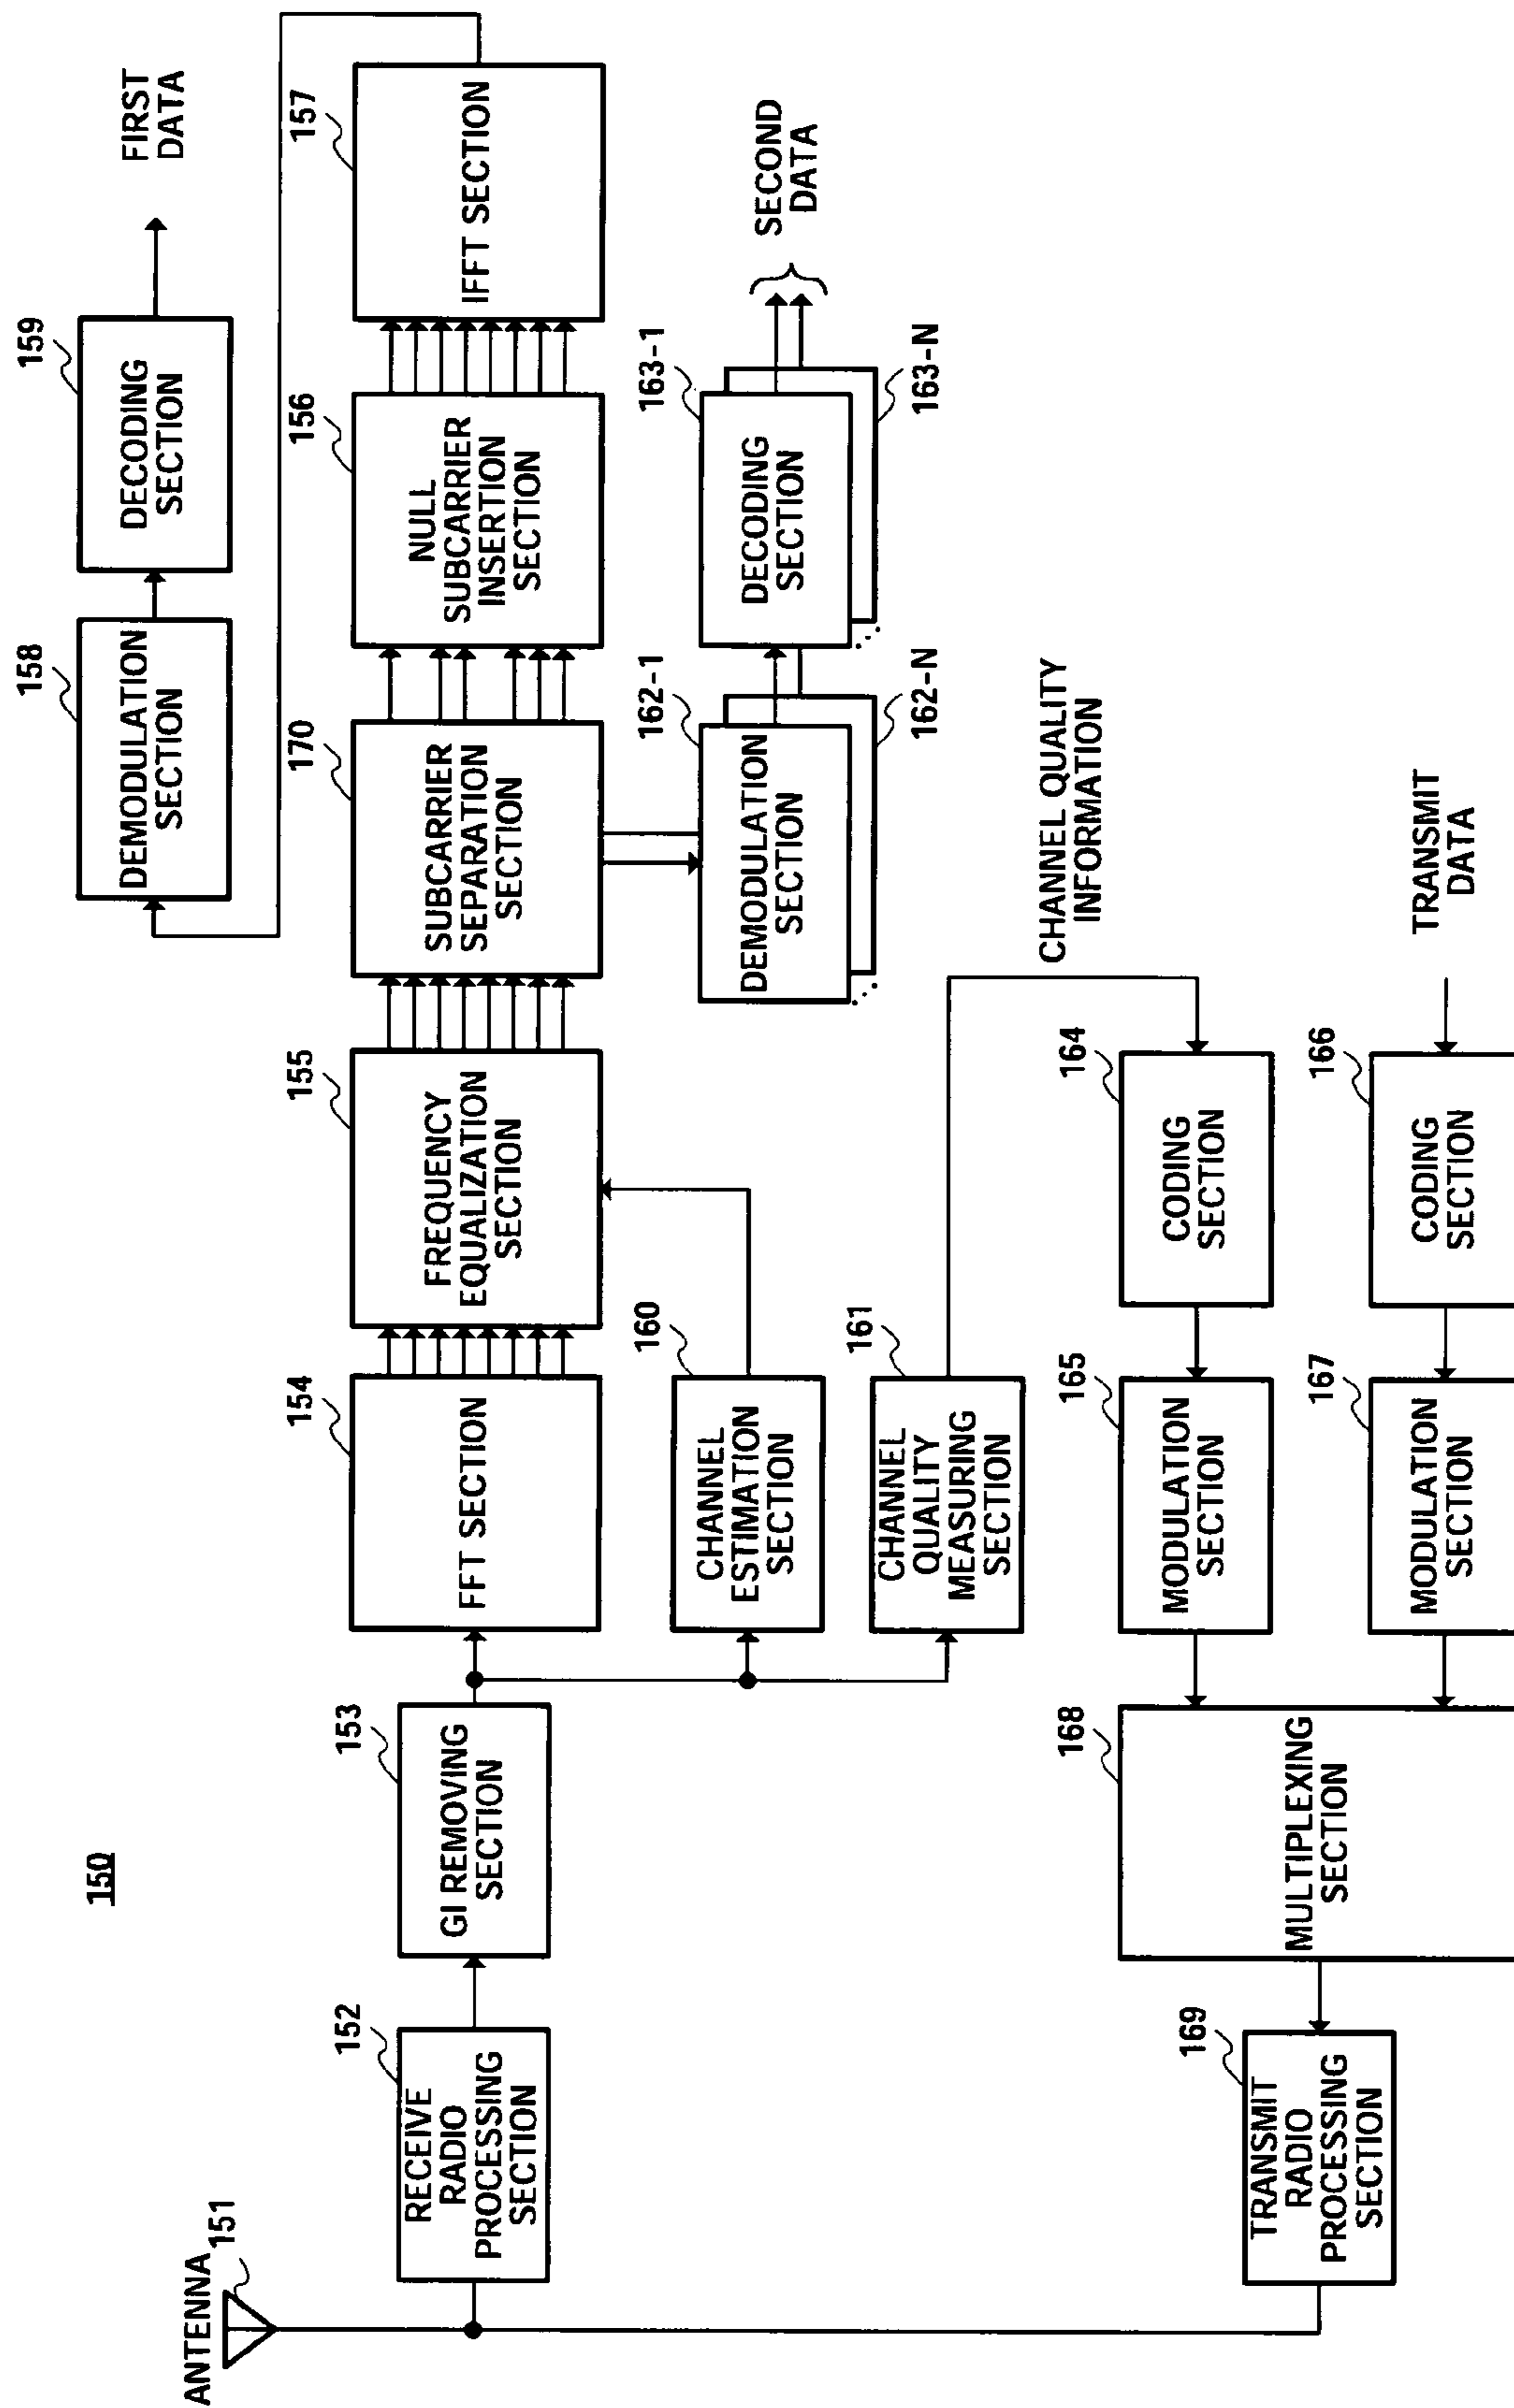 150
ANTENNA
151
152
RECEIVE
RADIO
PROCESSING
SECTION
153
GI REMOVING
SECTION
154
FFT SECTION
155
FREQUENCY
EQUALIZATION
SECTION
170
SUBCARRIER
SEPARATION
SECTION
156
NULL
SUBCARRIER
INSERTION
SECTION
157
IFFT SECTION
158
DEMODULATION
SECTION
159
DECODING
SECTION
FIRST
DATA
160
CHANNEL
ESTIMATION
SECTION
161
CHANNEL
QUALITY
MEASURING
SECTION
162-1
DEMODULATION
SECTION
162-N
163-1
DECODING
SECTION
163-N
SECOND
DATA
CHANNEL QUALITY
INFORMATION
164
CODING
SECTION
165
MODULATION
SECTION
TRANSMIT
DATA
166
CODING
SECTION
167
MODULATION
SECTION
168
MULTIPLEXING
SECTION
169
TRANSMIT
RADIO
PROCESSING
SECTION